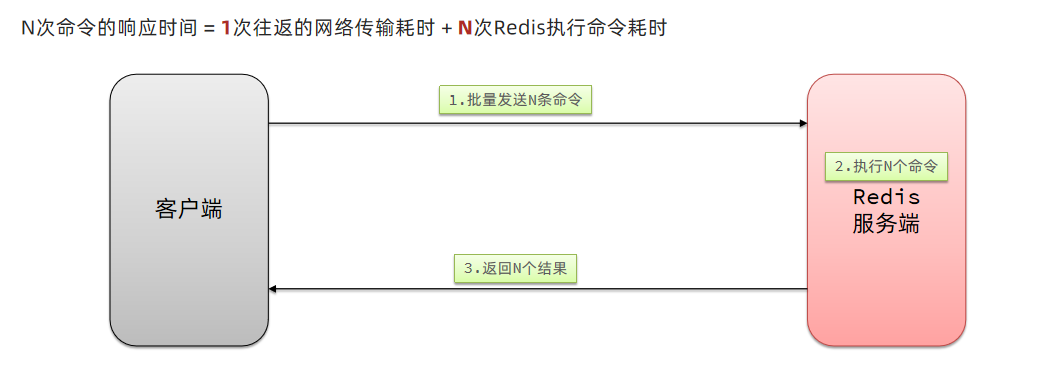 N次命令的响应时间 = 1次往返的网络传输耗时 + N次Redis执行命令耗时
1.批量发送N条命令
2.执行N个命令
客户端
Redis
服务端
3.返回N个结果